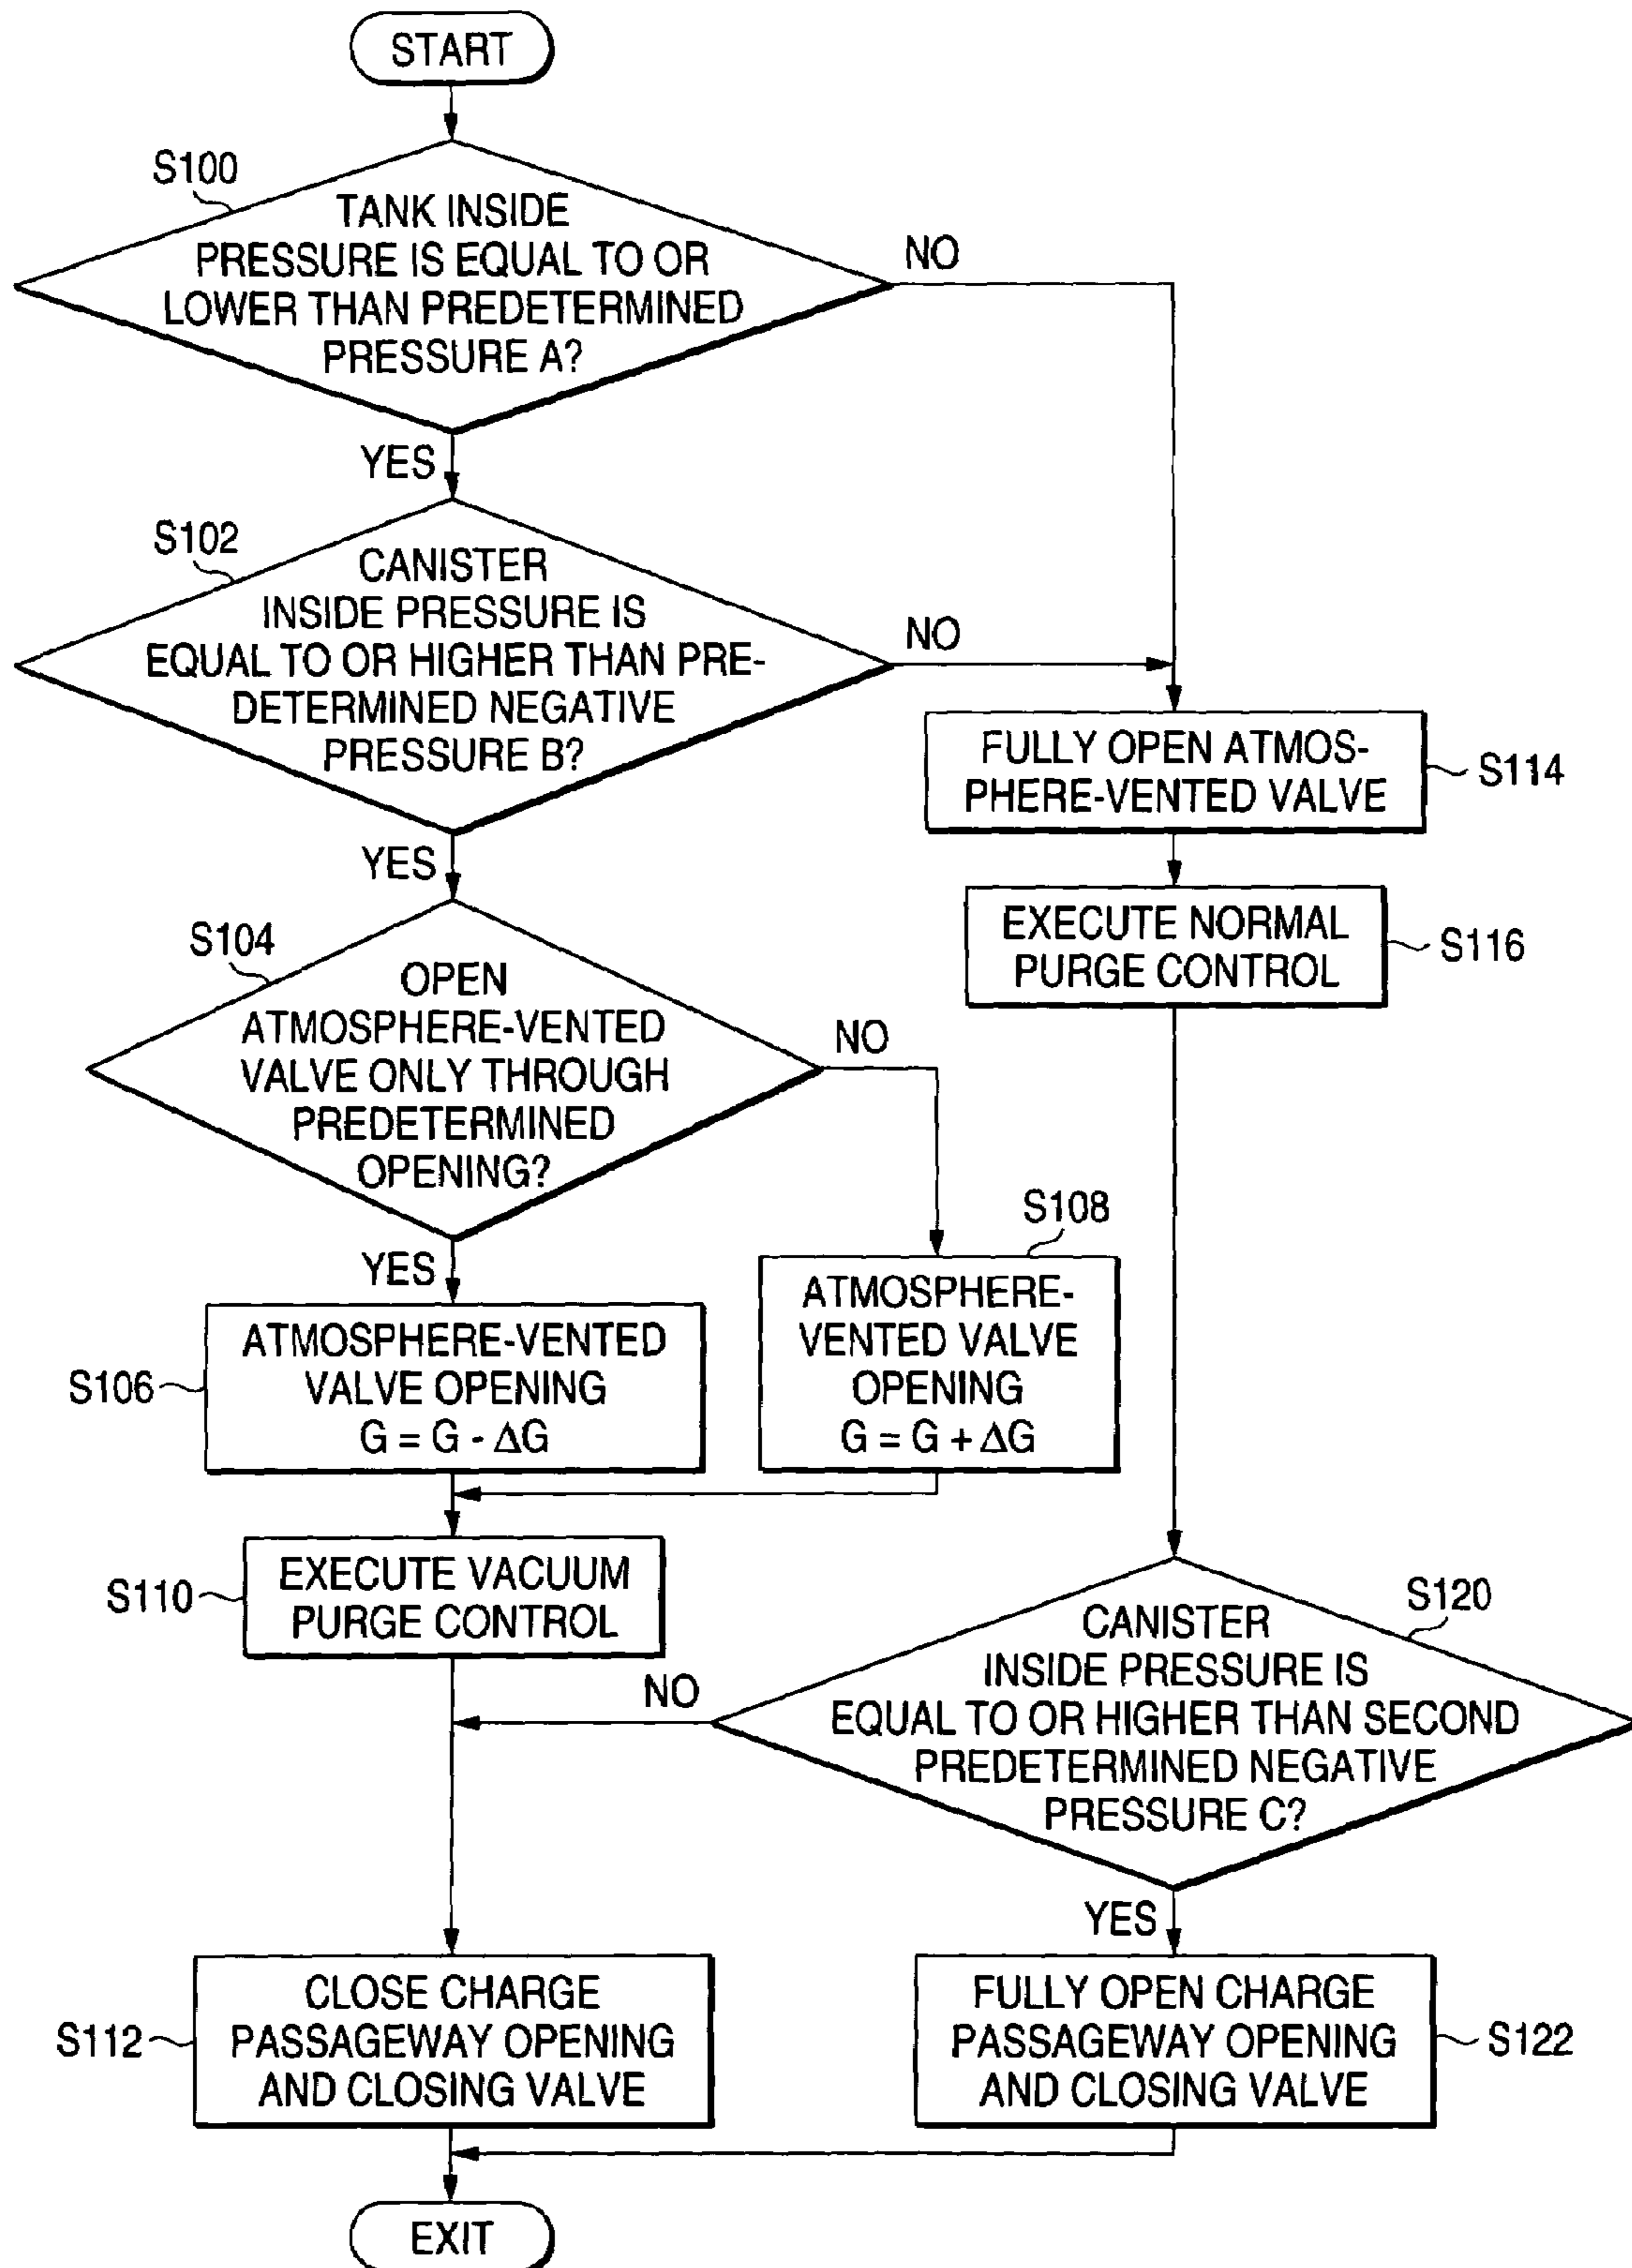 START
S100
TANK INSIDE
PRESSURE IS EQUAL TO OR
LOWER THAN PREDETERMINED
PRESSURE A?
NO
YES
S102
CANISTER
INSIDE PRESSURE IS
EQUAL TO OR HIGHER THAN PRE-
DETERMINED NEGATIVE
PRESSURE B?
NO
YES
FULLY OPEN ATMOS-
PHERE-VENTED VALVE
S114
EXECUTE NORMAL
PURGE CONTROL
S116
S104
OPEN
ATMOSPHERE-VENTED
VALVE ONLY THROUGH
PREDETERMINED
OPENING?
NO
YES
S108
ATMOSPHERE-
VENTED VALVE
OPENING
G = G + ΔG
S106
ATMOSPHERE-VENTED
VALVE OPENING
G = G - ΔG
S110
EXECUTE VACUUM
PURGE CONTROL
S120
CANISTER
INSIDE PRESSURE IS
EQUAL TO OR HIGHER THAN SECOND
PREDETERMINED NEGATIVE
PRESSURE C?
NO
YES
S112
CLOSE CHARGE
PASSAGEWAY OPENING
AND CLOSING VALVE
FULLY OPEN CHARGE
PASSAGEWAY OPENING
AND CLOSING VALVE
S122
EXIT